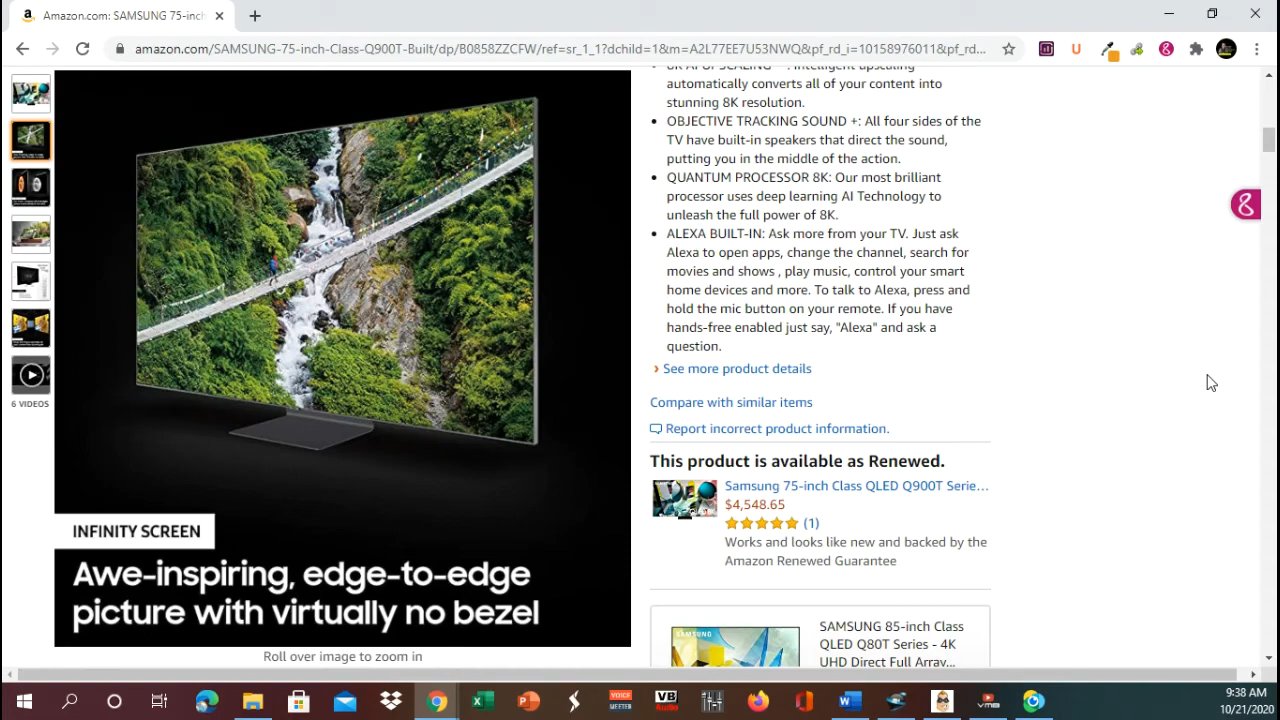 Amazon.com: SAMSUNG 75-inch
amazon.com/SAMSUNG-75-inch-Class-Q900T-Built/dp/B0858ZZCFW/ref=sr_1_1?dchild=1&m=A2L77EE7U53NWQ&pf_rd_i=10158976011&pf_rd...
automatically converts all of your content into
stunning 8K resolution.
• OBJECTIVE TRACKING SOUND +: All four sides of the
TV have built-in speakers that direct the sound,
putting you in the middle of the action.
• QUANTUM PROCESSOR 8K: Our most brilliant
processor uses deep learning AI Technology to
unleash the full power of 8K.
• ALEXA BUILT-IN: Ask more from your TV. Just ask
Alexa to open apps, change the channel, search for
movies and shows , play music, control your smart
home devices and more. To talk to Alexa, press and
hold the mic button on your remote. If you have
hands-free enabled just say, "Alexa" and ask a
question.
› See more product details
Compare with similar items
Report incorrect product information.
This product is available as Renewed.
Samsung 75-inch Class QLED Q900T Serie...
$4,548.65
(1)
Works and looks like new and backed by the
Amazon Renewed Guarantee
SAMSUNG
SAMSUNG 85-inch Class
QLED Q80T Series - 4K
UHD Direct Full Array...
6 VIDEOS
INFINITY SCREEN
Awe-inspiring, edge-to-edge
picture with virtually no bezel
Roll over image to zoom in
VOICE
MEETER
VB
Audio
VMB
9:38 AM
10/21/2020